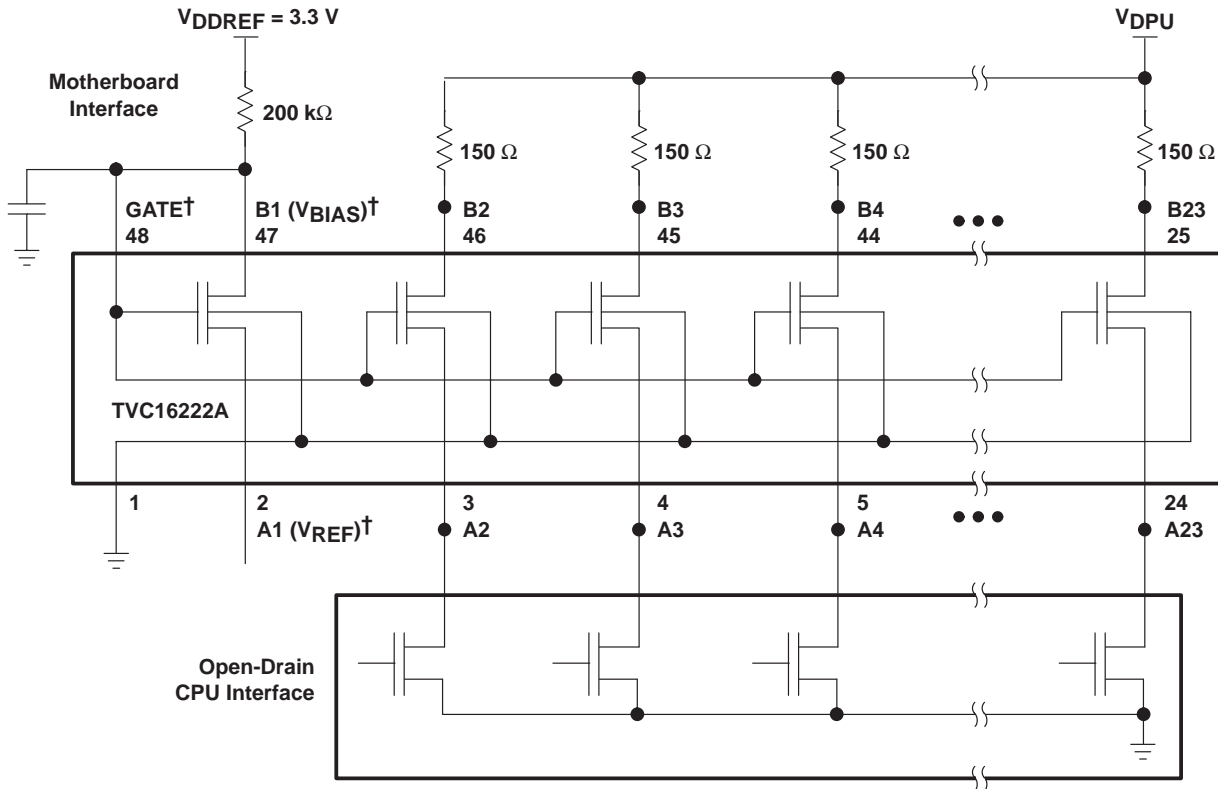 VDDREF = 3.3 V
VDPU
Motherboard
Interface
200 kΩ
150 Ω
150 Ω
150 Ω
150 Ω
GATE†
B1 (VBIAS)†
B2
B3
B4
B23
48
47
46
45
44
25
TVC16222A
1
2
3
4
5
24
A1 (VREF)†
A2
A3
A4
A23
Open-Drain
CPU Interface